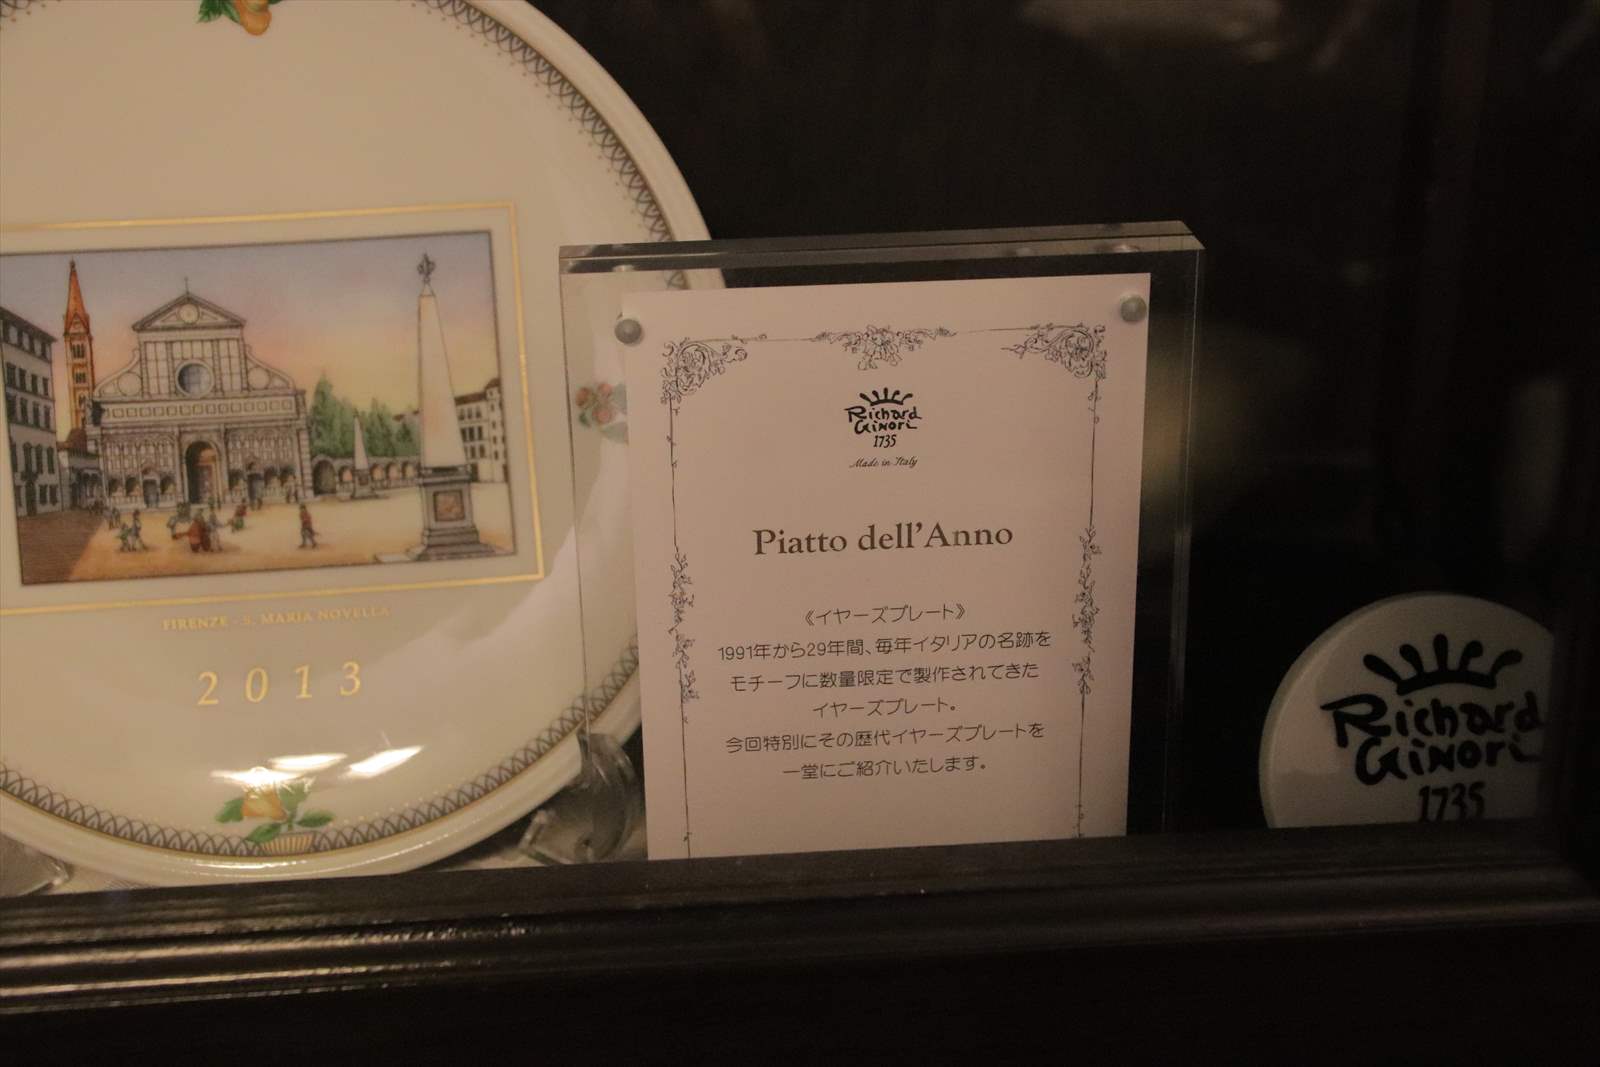 FIRENZE - S. MARIA NOVELLA
2013
Richard
Ginori
1735
Made in Italy
Piatto dell'Anno
《イヤーズプレート》
1991年から29年間、毎年イタリアの名跡を
モチーフに数量限定で製作されてきた
イヤーズプレート。
今回特別にその歴代イヤーズプレートを
一堂にご紹介いたします。
Richard
Ginori
1735